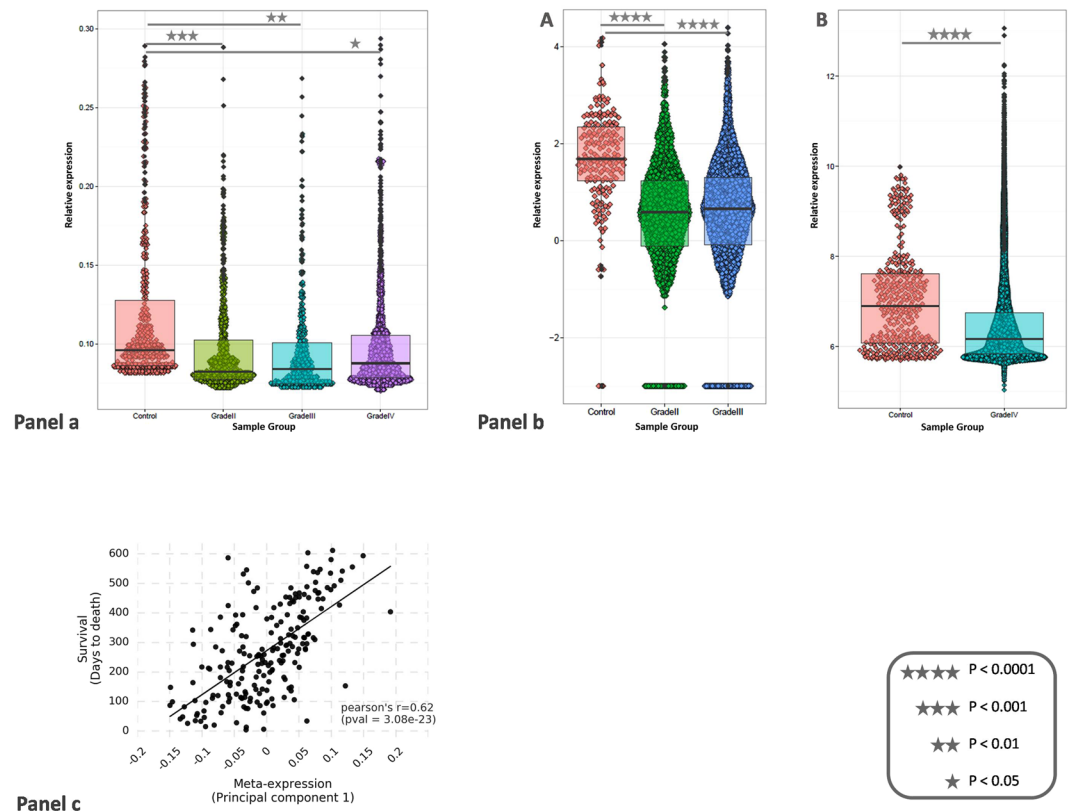 ★★
★★★
★
0.30
0.25
0.20
0.15
0.10
Relative expression
Control
GradeII
GradeIII
GradeIV
Sample Group
Panel a
A
★★★★
★★★★
4
2
0
−2
Relative expression
Control
GradeII
GradeIII
Sample Group
Panel b
B
★★★★
12
10
8
6
Relative expression
Control
GradeIV
Sample Group
600
500
400
300
200
100
0
Survival
(Days to death)
pearson's r=0.62
(pval = 3.08e-23)
-0.2
-0.15
-0.1
-0.05
0
0.05
0.1
0.15
0.2
Meta-expression
(Principal component 1)
Panel c
★★★★ P < 0.0001
★★★ P < 0.001
★★ P < 0.01
★ P < 0.05